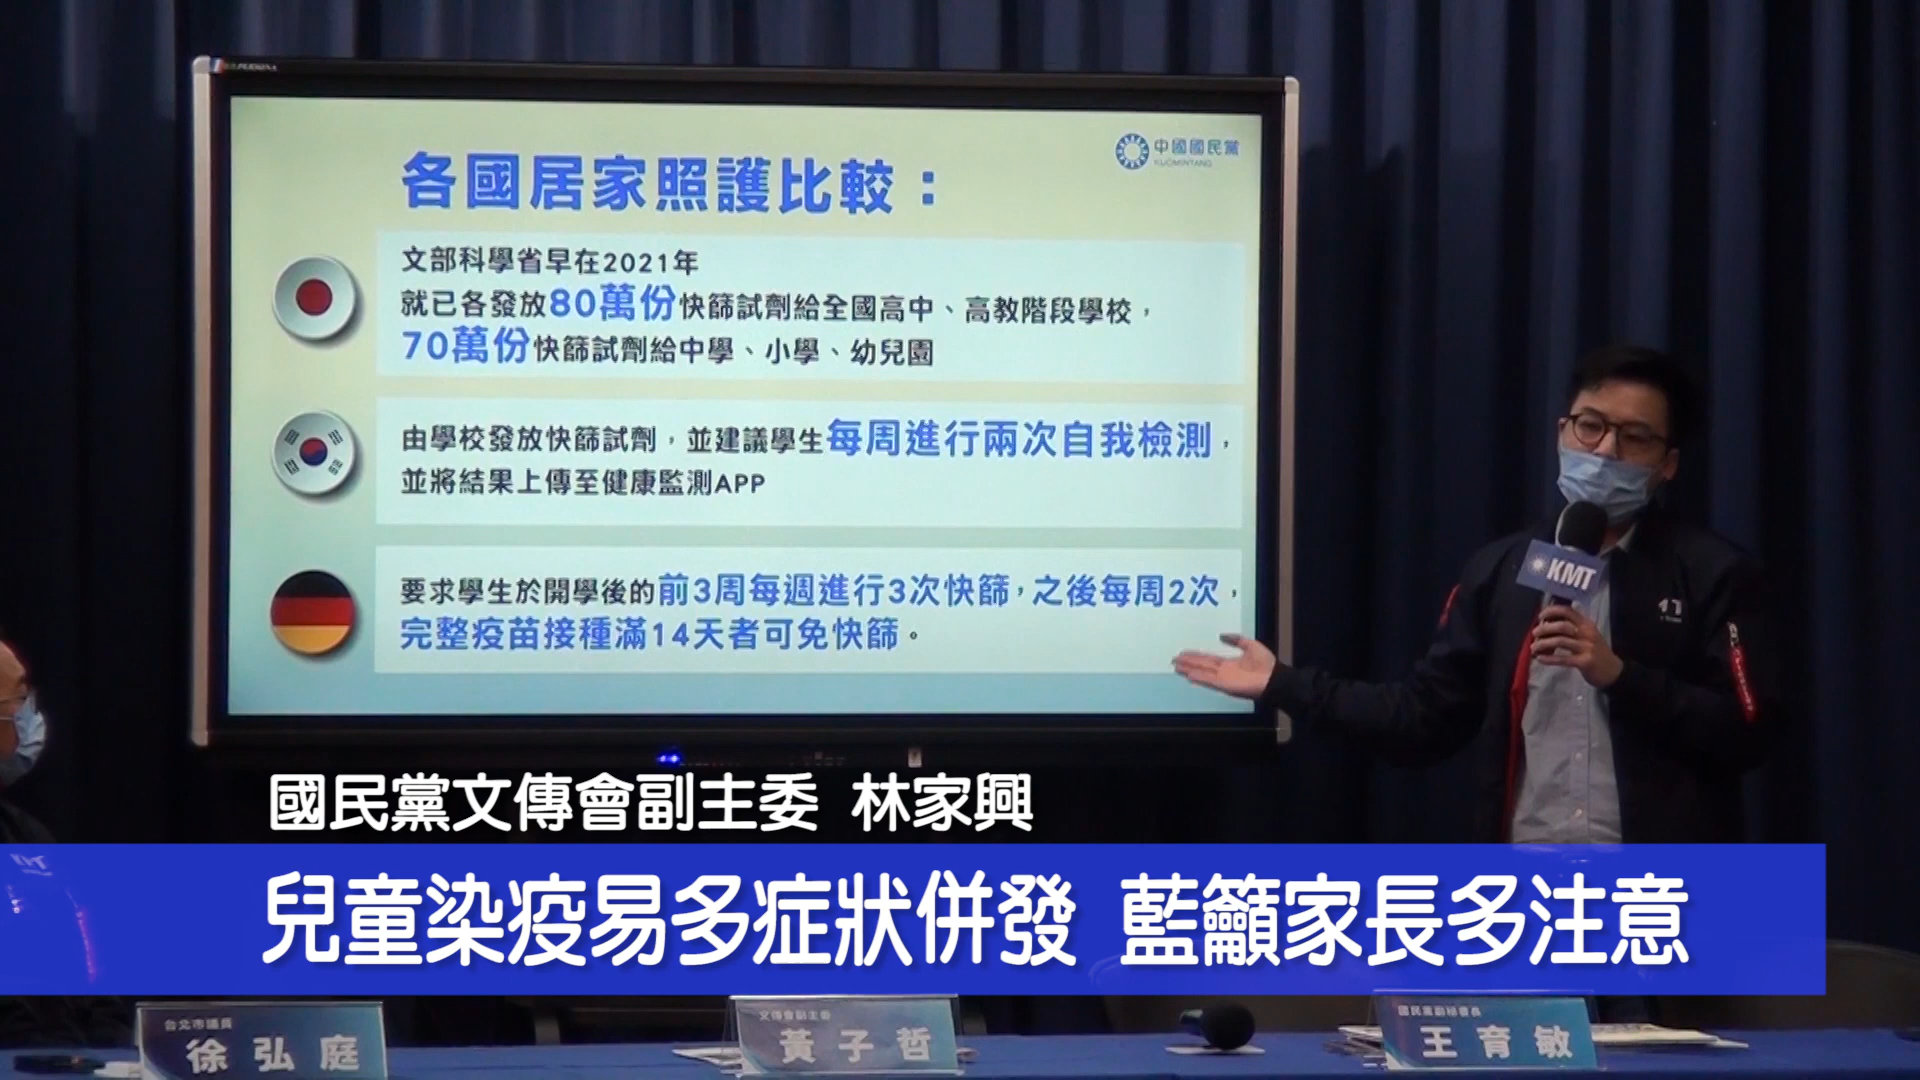 中國國民黨
KUOMINTANG
各國居家照護比較：
文部科學省早在2021年
就已各發放80萬份快篩試劑給全國高中、高教階段學校，
70萬份快篩試劑給中學、小學、幼兒園
由學校發放快篩試劑，並建議學生每周進行兩次自我檢測，
並將結果上傳至健康監測APP
要求學生於開學後的前3周每週進行3次快篩，之後每周2次，
完整疫苗接種滿14天者可免快篩。
KMT
國民黨文傳會副主委 林家興
兒童染疫易多症狀併發 藍籲家長多注意
台北市議員
徐弘庭
文傳會副主委
黃子哲
國民黨副秘書長
王育敏